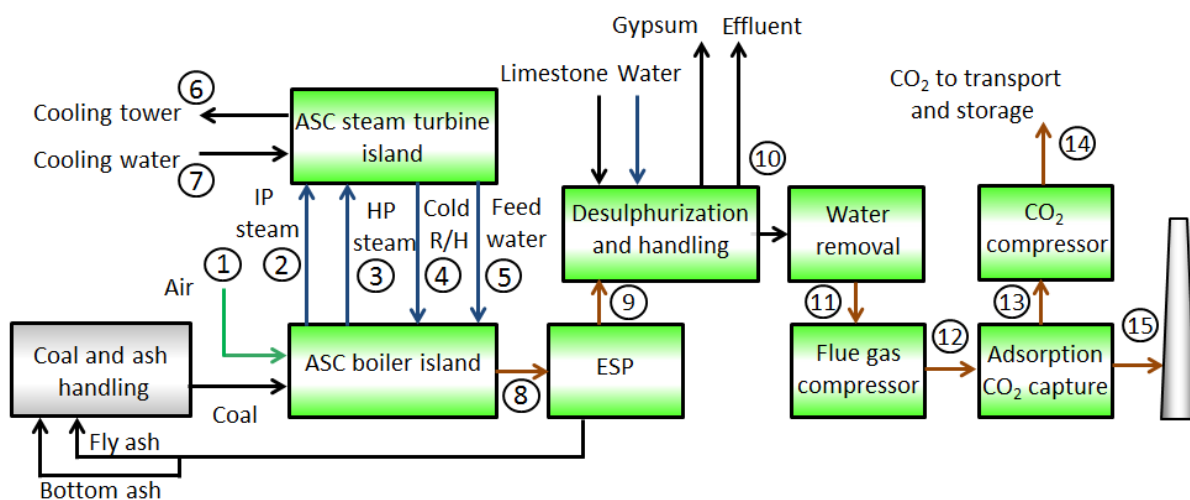 Gypsum
Effluent
Limestone
Water
CO₂ to transport
and storage
6
Cooling tower
Cooling water
7
ASC steam turbine
island
10
14
IP
steam
2
HP
steam
3
Cold
R/H
4
Feed
water
5
Desulphurization
and handling
Water
removal
CO₂
compressor
1
Air
9
11
13
15
Coal and ash
handling
Coal
ASC boiler island
8
ESP
Flue gas
compressor
12
Adsorption
CO₂ capture
Fly ash
Bottom ash